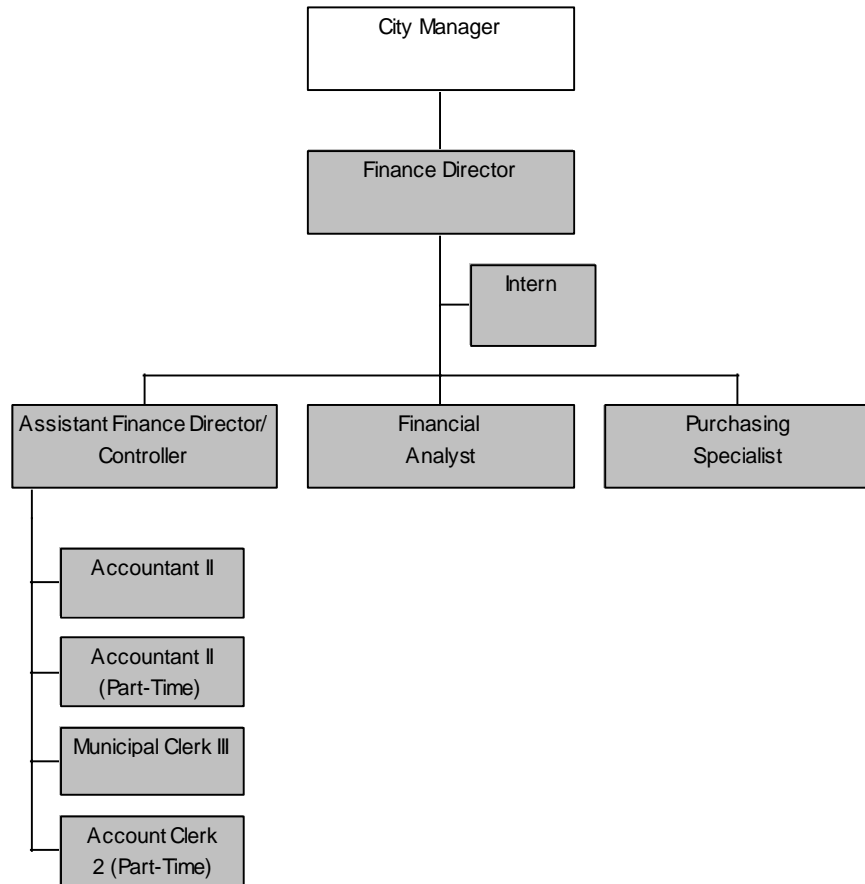 City Manager
Finance Director
Intern
Assistant Finance Director/
Controller
Financial
Analyst
Purchasing
Specialist
Accountant II
Accountant II
(Part-Time)
Municipal Clerk III
Account Clerk
2 (Part-Time)